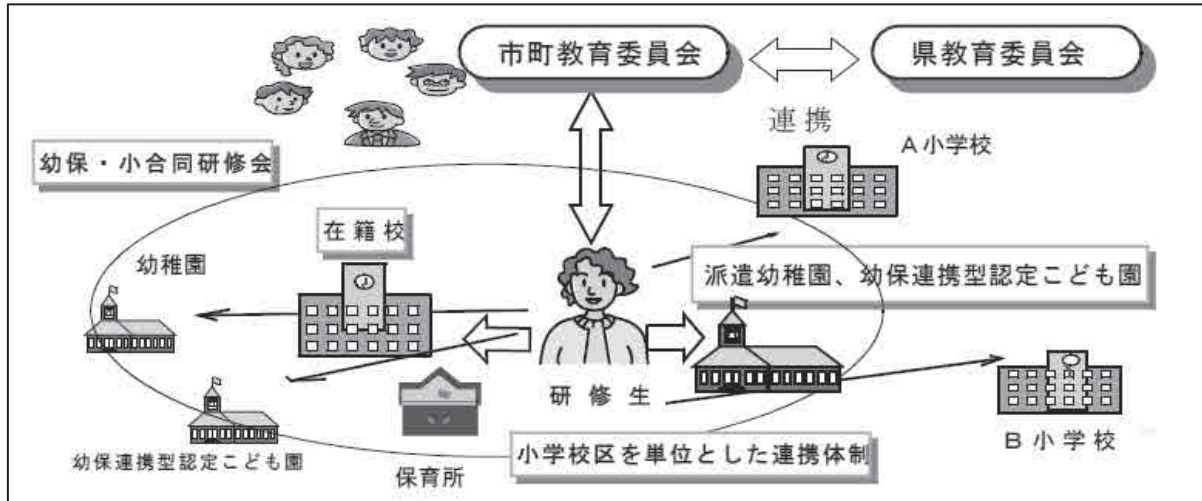 市町教育委員会
県教育委員会
連携
A小学校
幼保・小合同研修会
在籍校
幼稚園
派遣幼稚園、幼保連携型認定こども園
研修生
B小学校
小学校区を単位とした連携体制
幼保連携型認定こども園
保育所